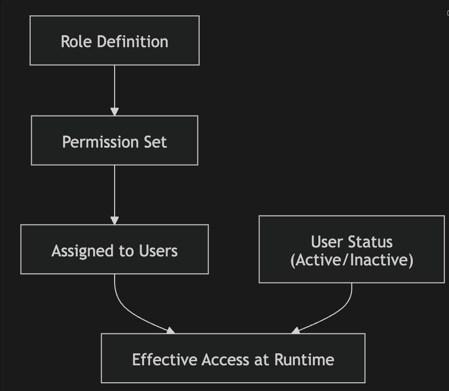 Role Definition
Permission Set
Assigned to Users
User Status
(Active/Inactive)
Effective Access at Runtime